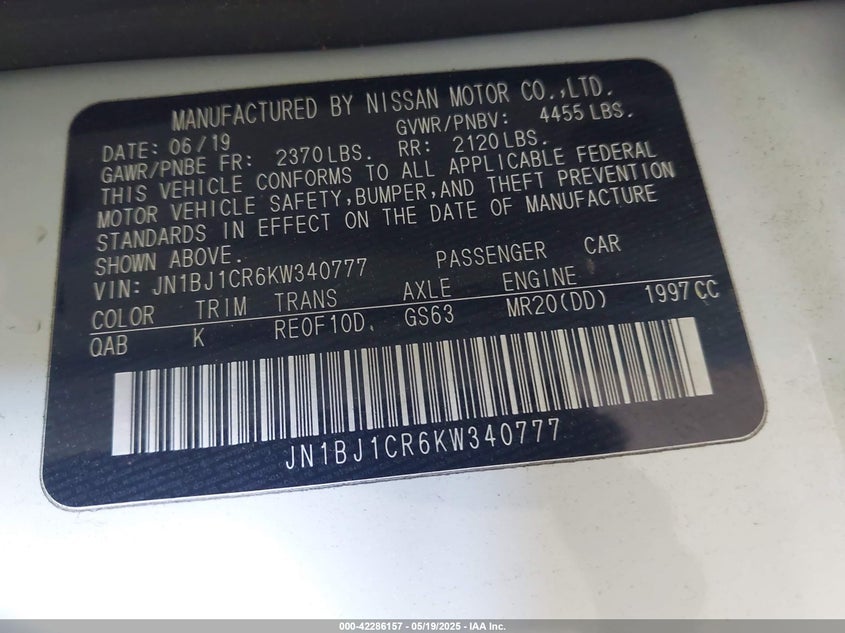 MANUFACTURED BY NISSAN MOTOR CO.,LTD.
DATE: 06/19 GVWR/PNBV: 4455 LBS.
GAWR/PNBE FR: 2370LBS. RR: 2120LBS.
THIS VEHICLE CONFORMS TO ALL APPLICABLE FEDERAL
MOTOR VEHICLE SAFETY,BUMPER,AND THEFT PREVENTION
STANDARDS IN EFFECT ON THE DATE OF MANUFACTURE
SHOWN ABOVE.
VIN: JN1BJ1CR6KW340777 PASSENGER CAR
COLOR TRIM TRANS AXLE ENGINE
QAB K RE0F10D GS63 MR20(DD) 1997CC
JN1BJ1CR6KW340777
000-42286157 - 05/19/2025 - IAA Inc.